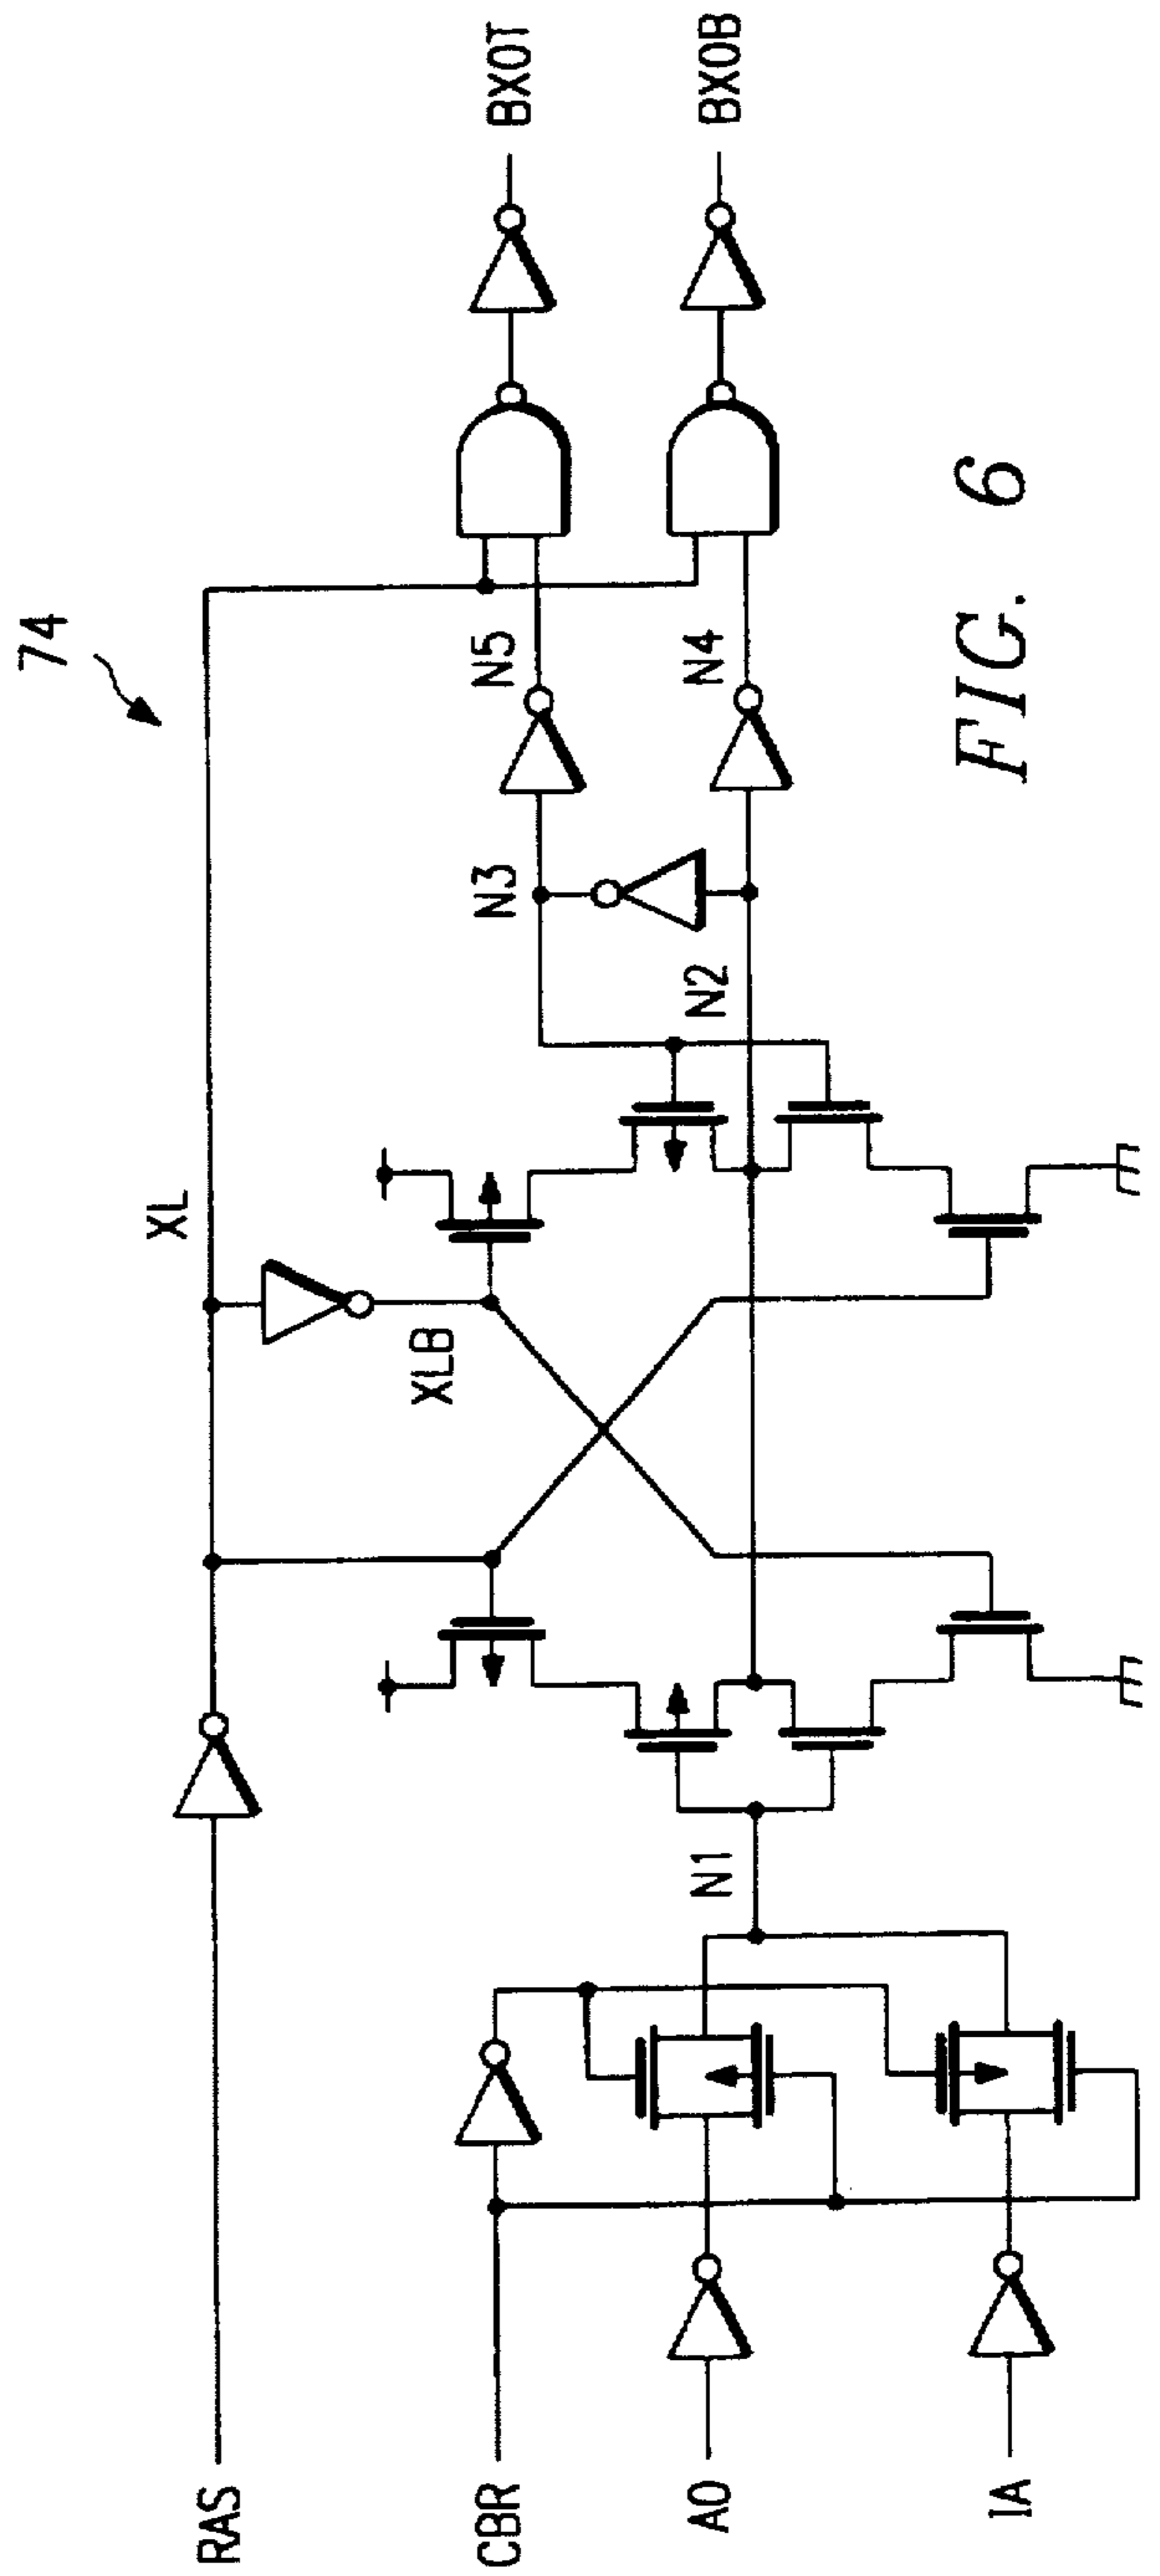 74
RAS
XL
BX0T
CBR
XLB
N3
N5
A0
N1
N2
N4
BX0B
IA
FIG. 6